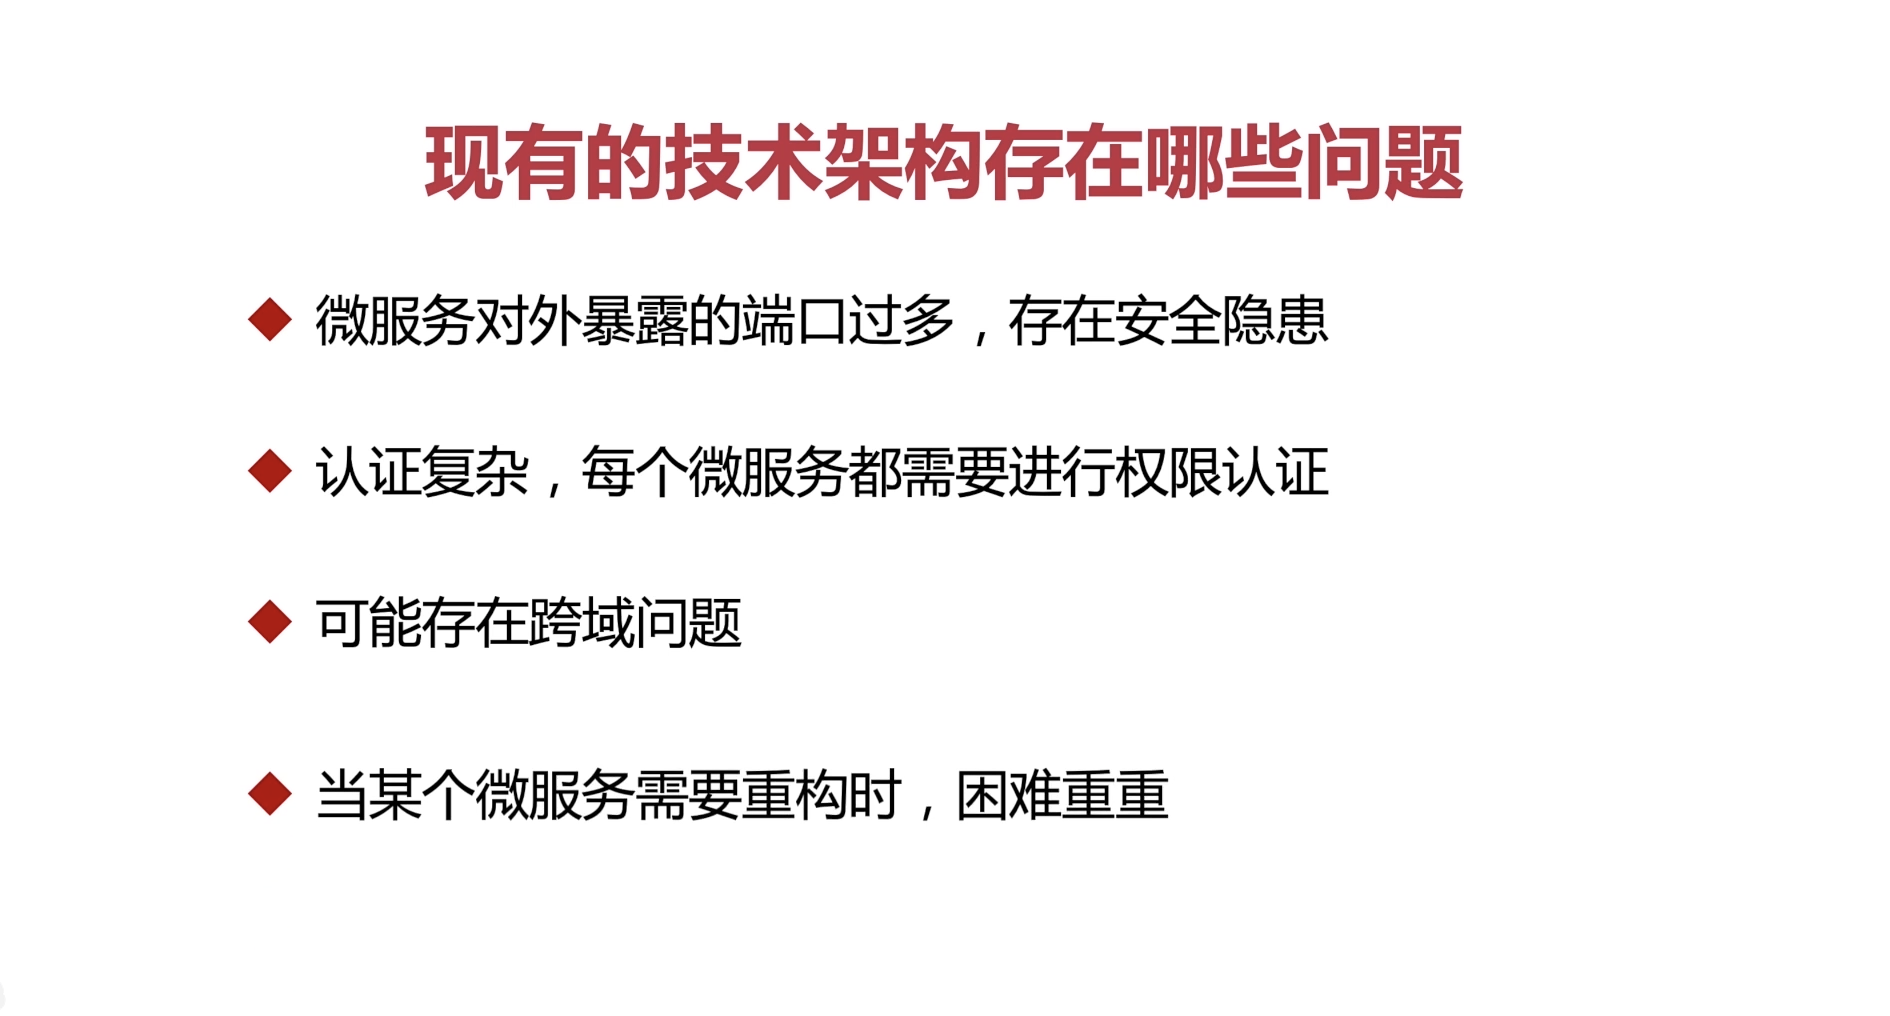 现有的技术架构存在哪些问题
◆ 微服务对外暴露的端口过多，存在安全隐患
◆ 认证复杂，每个微服务都需要进行权限认证
◆ 可能存在跨域问题
◆ 当某个微服务需要重构时，困难重重